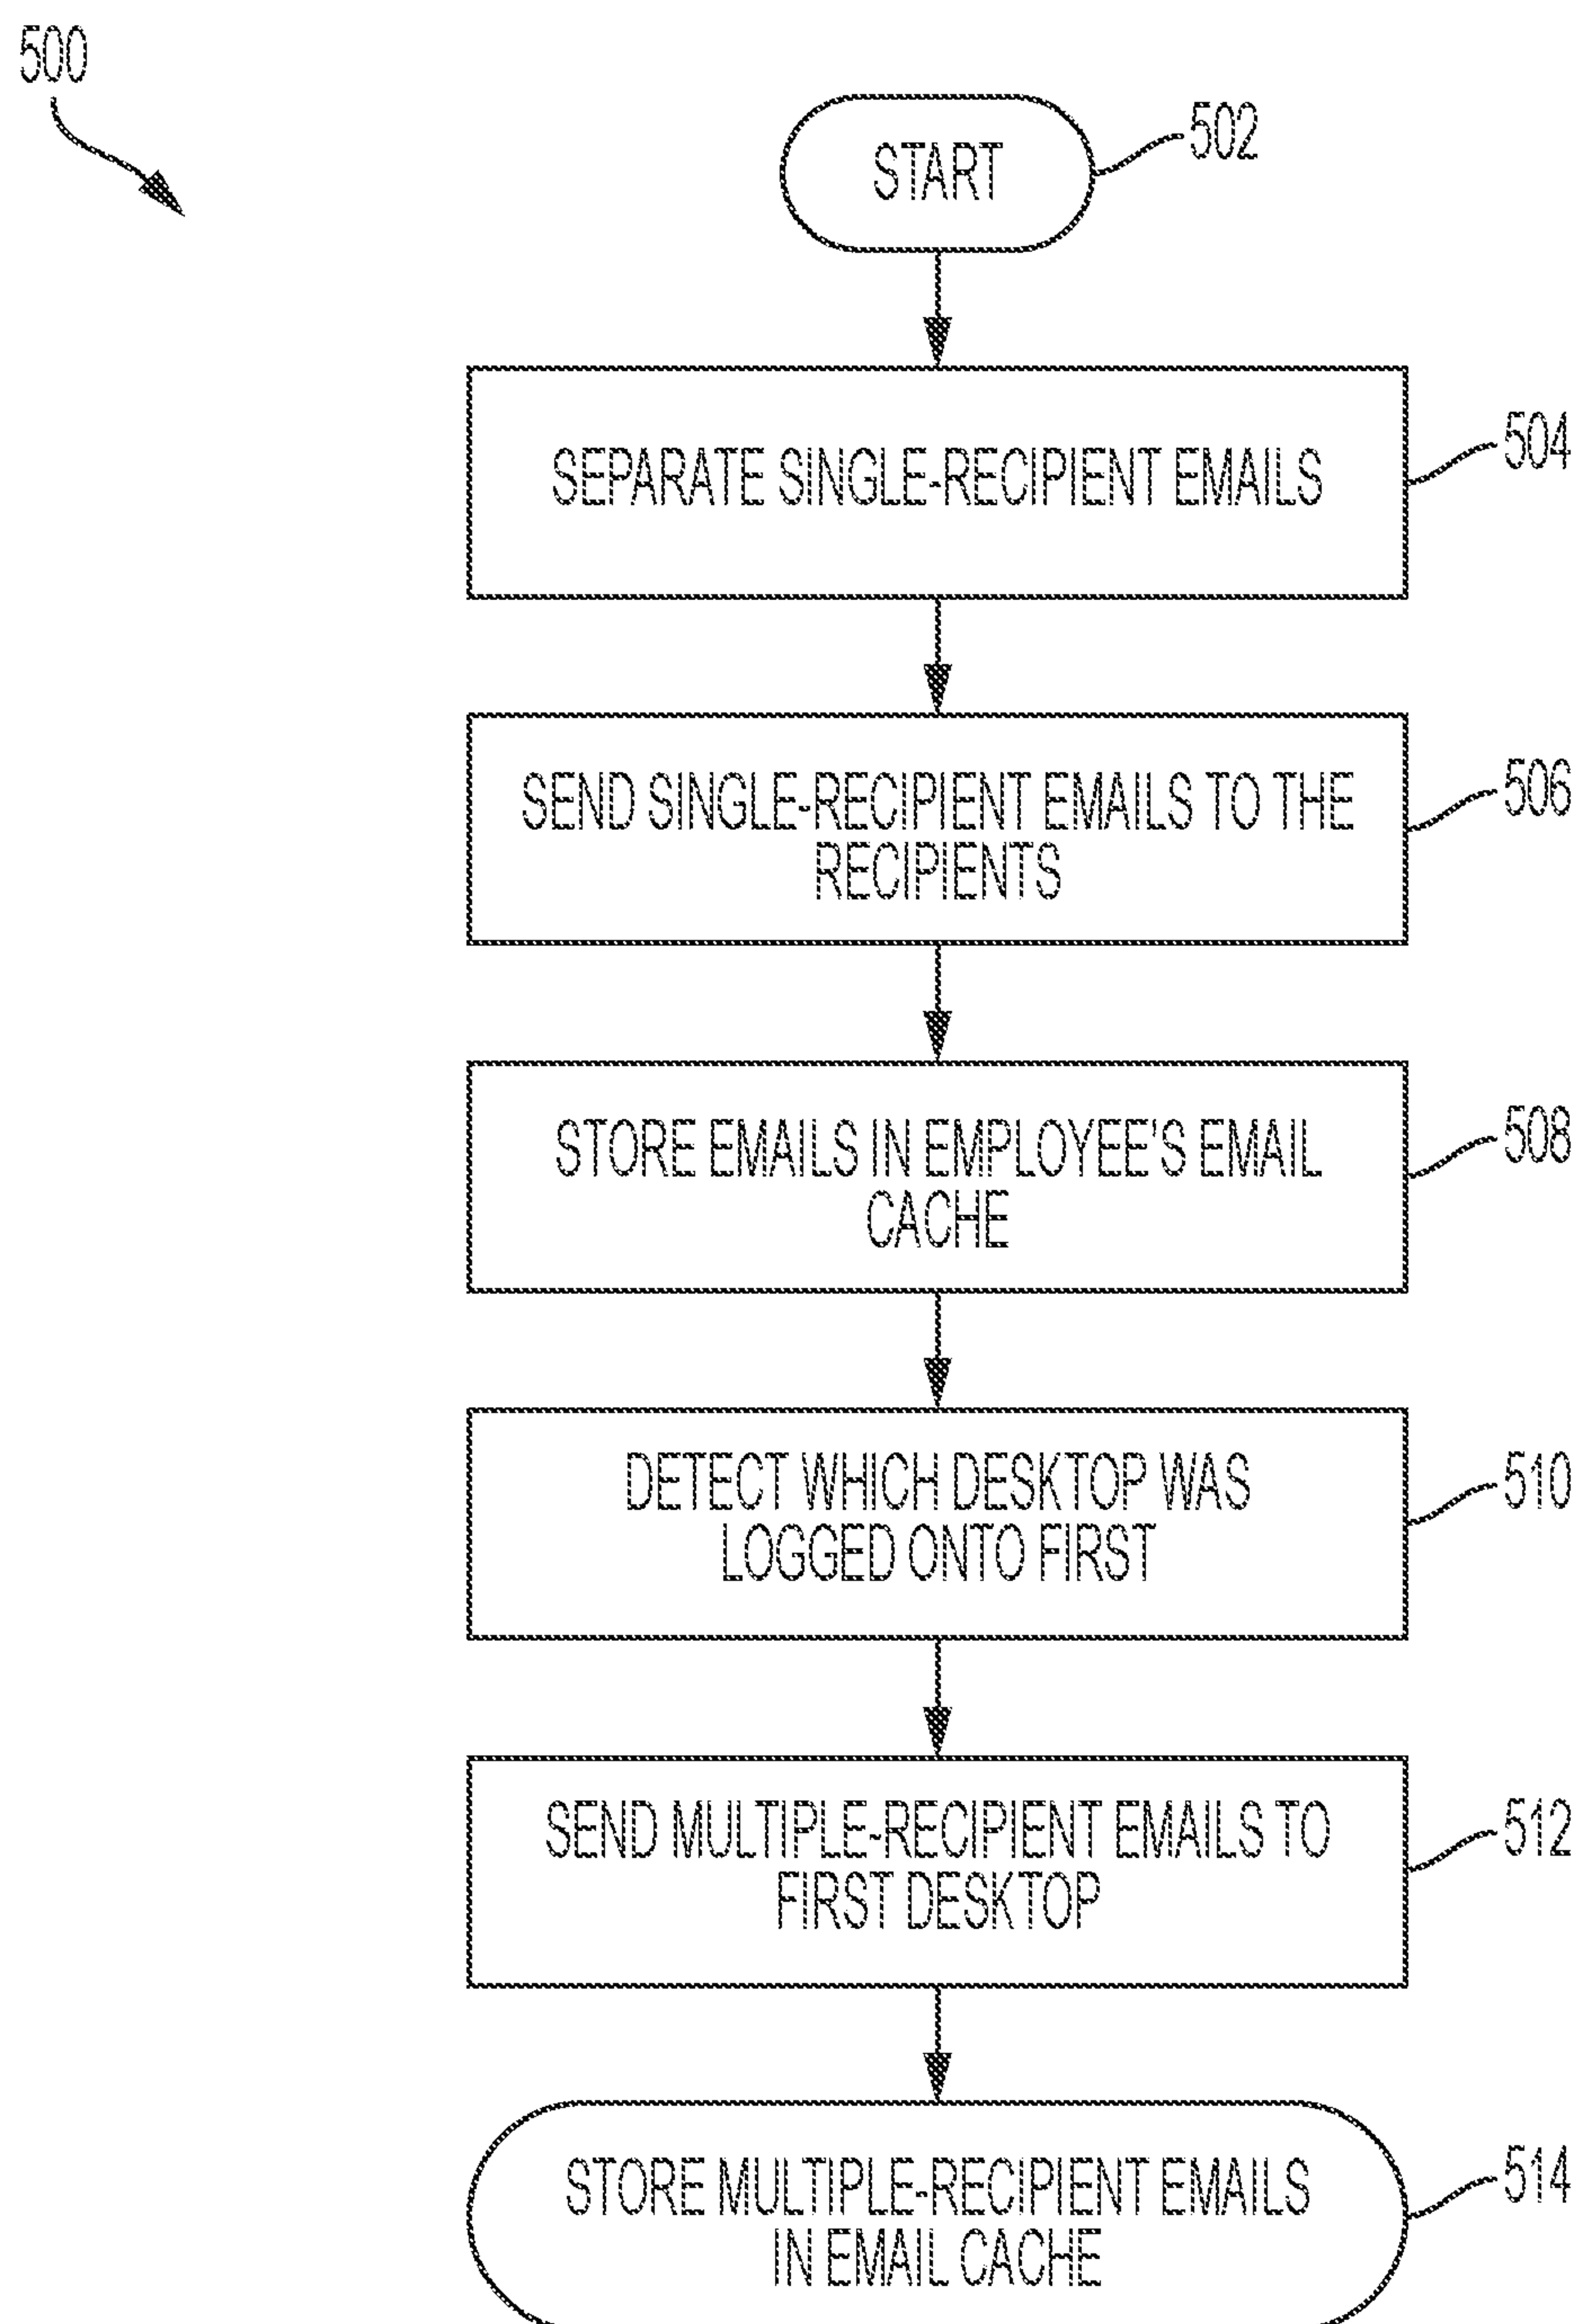 500
START
502
SEPARATE SINGLE-RECIPIENT EMAILS
504
SEND SINGLE-RECIPIENT EMAILS TO THE
RECIPIENTS
506
STORE EMAILS IN EMPLOYEE'S EMAIL
CACHE
508
DETECT WHICH DESKTOP WAS
LOGGED ONTO FIRST
510
SEND MULTIPLE-RECIPIENT EMAILS TO
FIRST DESKTOP
512
STORE MULTIPLE-RECIPIENT EMAILS
IN EMAIL CACHE
514